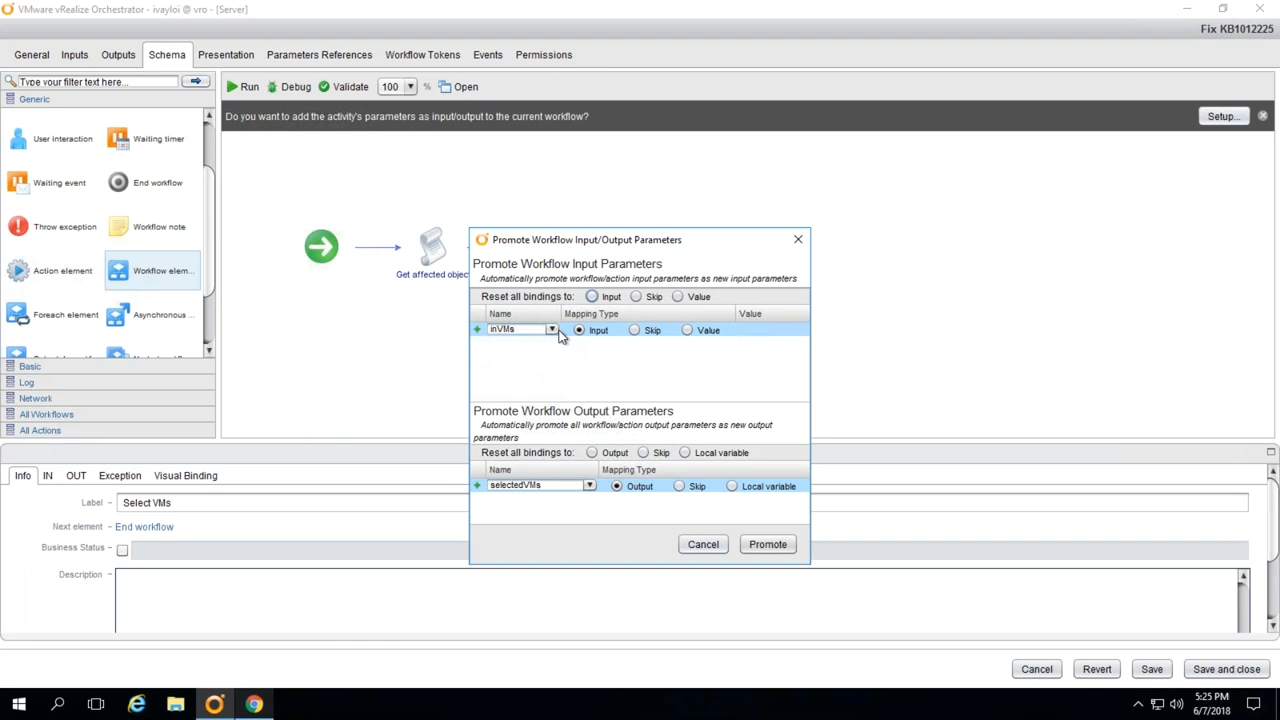 VMware vRealize Orchestrator - ivayloi @ vro - [Server]
Fix KB1012225
General Inputs Outputs Schema Presentation Parameters References Workflow Tokens Events Permissions
Type your filter text here...
Run Debug Validate 100 % Open
Generic
Do you want to add the activity's parameters as input/output to the current workflow? Setup...
User interaction Waiting timer
Waiting event End workflow
Throw exception Workflow note
Workflow elem...
Action element
Foreach element Asynchronous ...
Basic
Log
Network
All Workflows
All Actions
Get affected objec
Promote Workflow Input/Output Parameters
Promote Workflow Input Parameters
Automatically promote workflow/action input parameters as new input parameters
Reset all bindings to: Input Skip Value
Name Mapping Type Value
inVMs Input Skip Value
Promote Workflow Output Parameters
Automatically promote all workflow/action output parameters as new output
parameters
Reset all bindings to: Output Skip Local variable
Name Mapping Type
selectedVMs Output Skip Local variable
Cancel Promote
Info IN OUT Exception Visual Binding
Label Select VMs
Next element End workflow
Business Status
Description
Cancel Revert Save Save and close
5:25 PM
6/7/2018